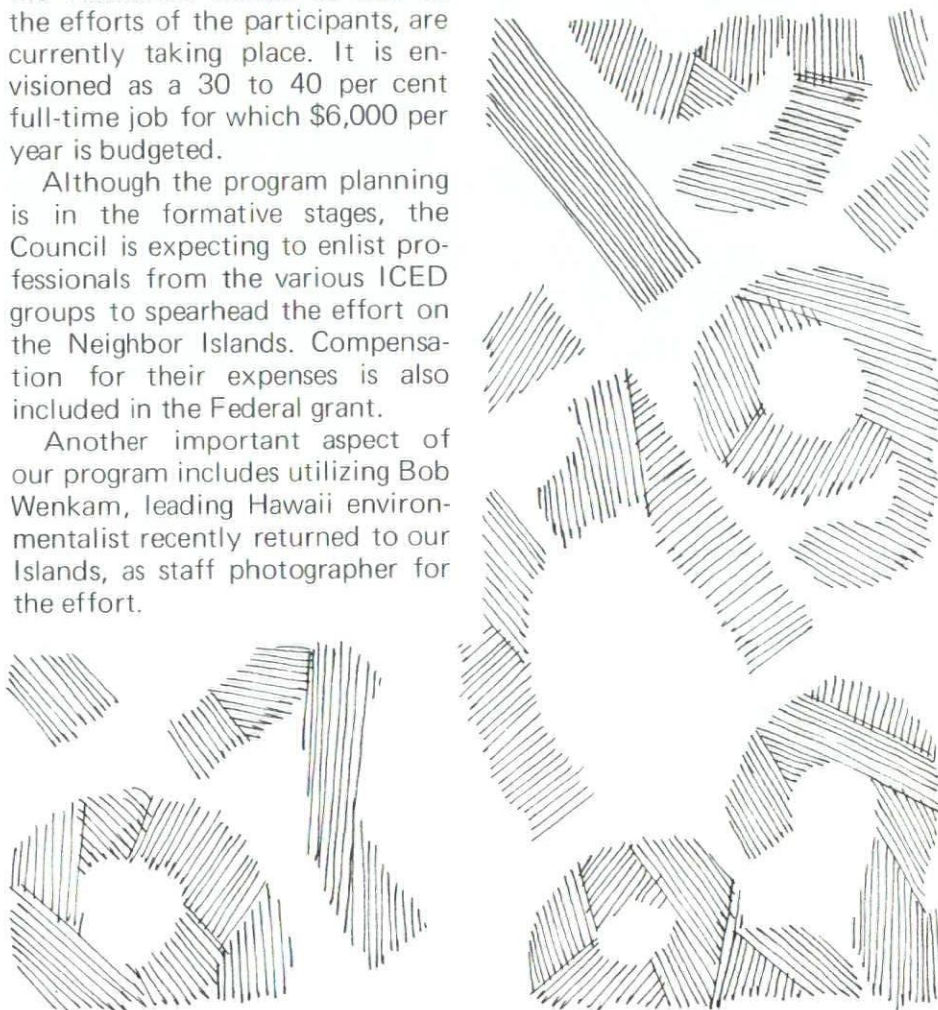 the efforts of the participants, are
currently taking place. It is en-
visioned as a 30 to 40 per cent
full-time job for which $6,000 per
year is budgeted.
Although the program planning
is in the formative stages, the
Council is expecting to enlist pro-
fessionals from the various ICED
groups to spearhead the effort on
the Neighbor Islands. Compensa-
tion for their expenses is also
included in the Federal grant.
Another important aspect of
our program includes utilizing Bob
Wenkam, leading Hawaii environ-
mentalist recently returned to our
Islands, as staff photographer for
the effort.